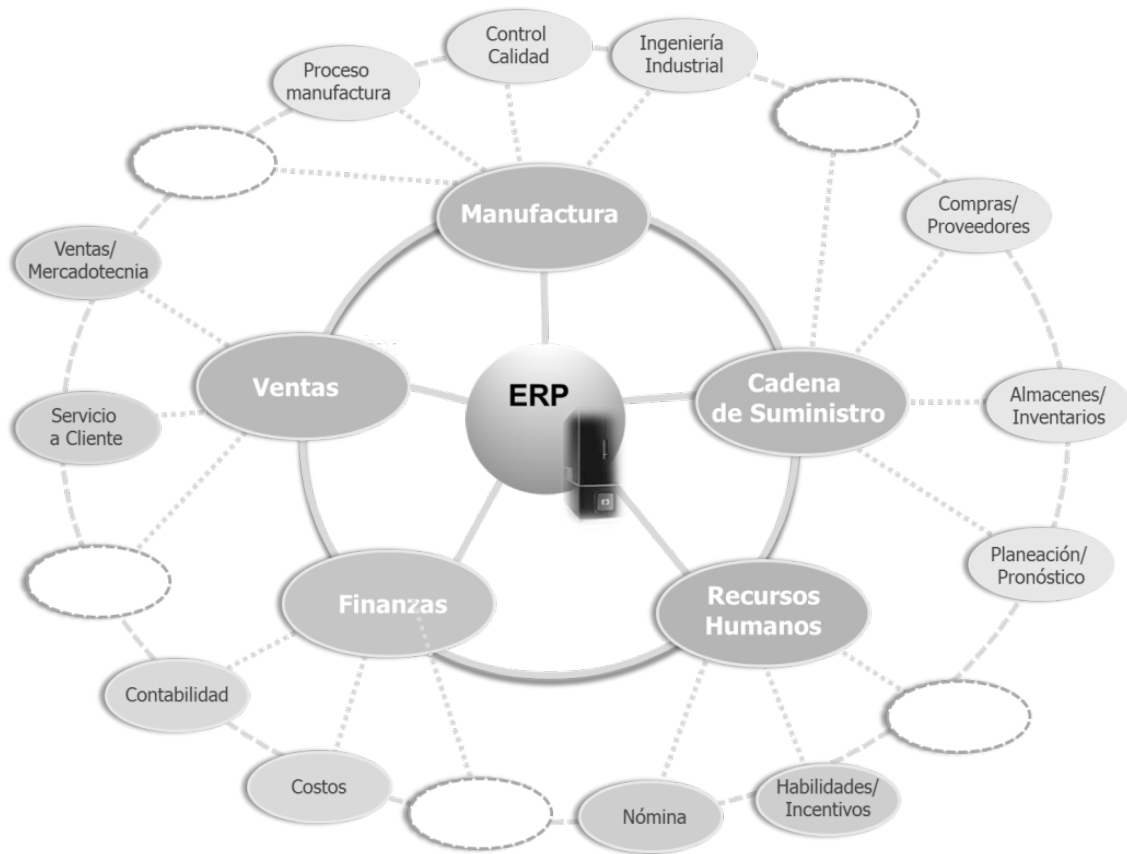 Control
Calidad
Ingeniería
Industrial
Proceso
manufactura
Manufactura
Compras/
Proveedores
Ventas/
Mercadotecnia
Ventas
ERP
Cadena
de Suministro
Almacenes/
Inventarios
Servicio
a Cliente
Planeación/
Pronóstico
Finanzas
Recursos
Humanos
Contabilidad
Costos
Nómina
Habilidades/
Incentivos